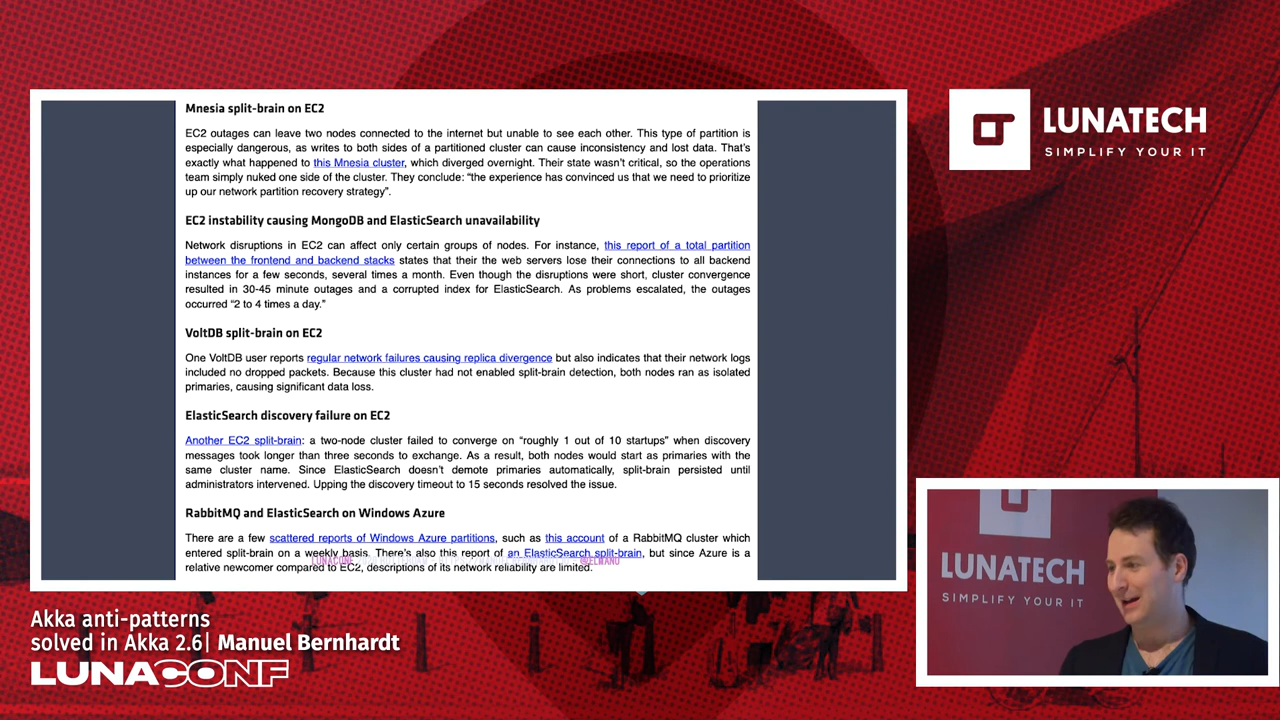 Mnesia split-brain on EC2
EC2 outages can leave two nodes connected to the internet but unable to see each other. This type of partition is
especially dangerous, as writes to both sides of a partitioned cluster can cause inconsistency and lost data. That's
exactly what happened to this Mnesia cluster, which diverged overnight. Their state wasn't critical, so the operations
team simply nuked one side of the cluster. They conclude: “the experience has convinced us that we need to prioritize
up our network partition recovery strategy”.
EC2 instability causing MongoDB and ElasticSearch unavailability
Network disruptions in EC2 can affect only certain groups of nodes. For instance, this report of a total partition
between the frontend and backend stacks states that their the web servers lose their connections to all backend
instances for a few seconds, several times a month. Even though the disruptions were short, cluster convergence
resulted in 30-45 minute outages and a corrupted index for ElasticSearch. As problems escalated, the outages
occurred “2 to 4 times a day.”
VoltDB split-brain on EC2
One VoltDB user reports regular network failures causing replica divergence but also indicates that their network logs
included no dropped packets. Because this cluster had not enabled split-brain detection, both nodes ran as isolated
primaries, causing significant data loss.
ElasticSearch discovery failure on EC2
Another EC2 split-brain: a two-node cluster failed to converge on “roughly 1 out of 10 startups” when discovery
messages took longer than three seconds to exchange. As a result, both nodes would start as primaries with the
same cluster name. Since ElasticSearch doesn't demote primaries automatically, split-brain persisted until
administrators intervened. Upping the discovery timeout to 15 seconds resolved the issue.
RabbitMQ and ElasticSearch on Windows Azure
There are a few scattered reports of Windows Azure partitions, such as this account of a RabbitMQ cluster which
entered split-brain on a weekly basis. There's also this report of an ElasticSearch split-brain, but since Azure is a
LUNACONF @ELMANU
relative newcomer compared to EC2, descriptions of its network reliability are limited.
LUNATECH
SIMPLIFY YOUR IT
LUNATECH
SIMPLIFY YOUR IT
Akka anti-patterns
solved in Akka 2.6| Manuel Bernhardt
LUNACONF